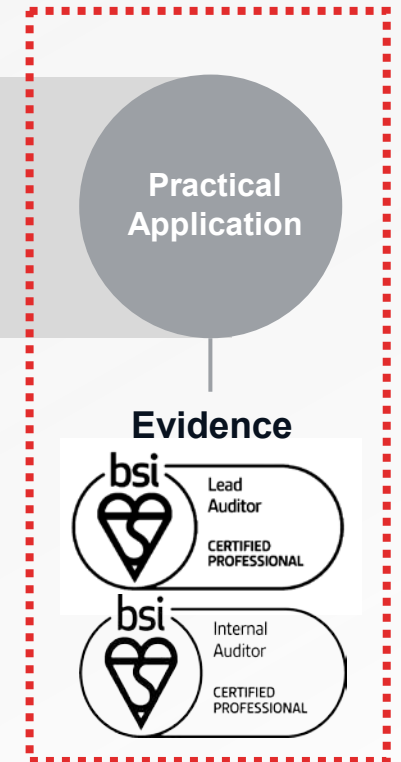 Practical
Application
Evidence
bsi
Lead
Auditor
CERTIFIED
PROFESSIONAL
bsi
Internal
Auditor
CERTIFIED
PROFESSIONAL